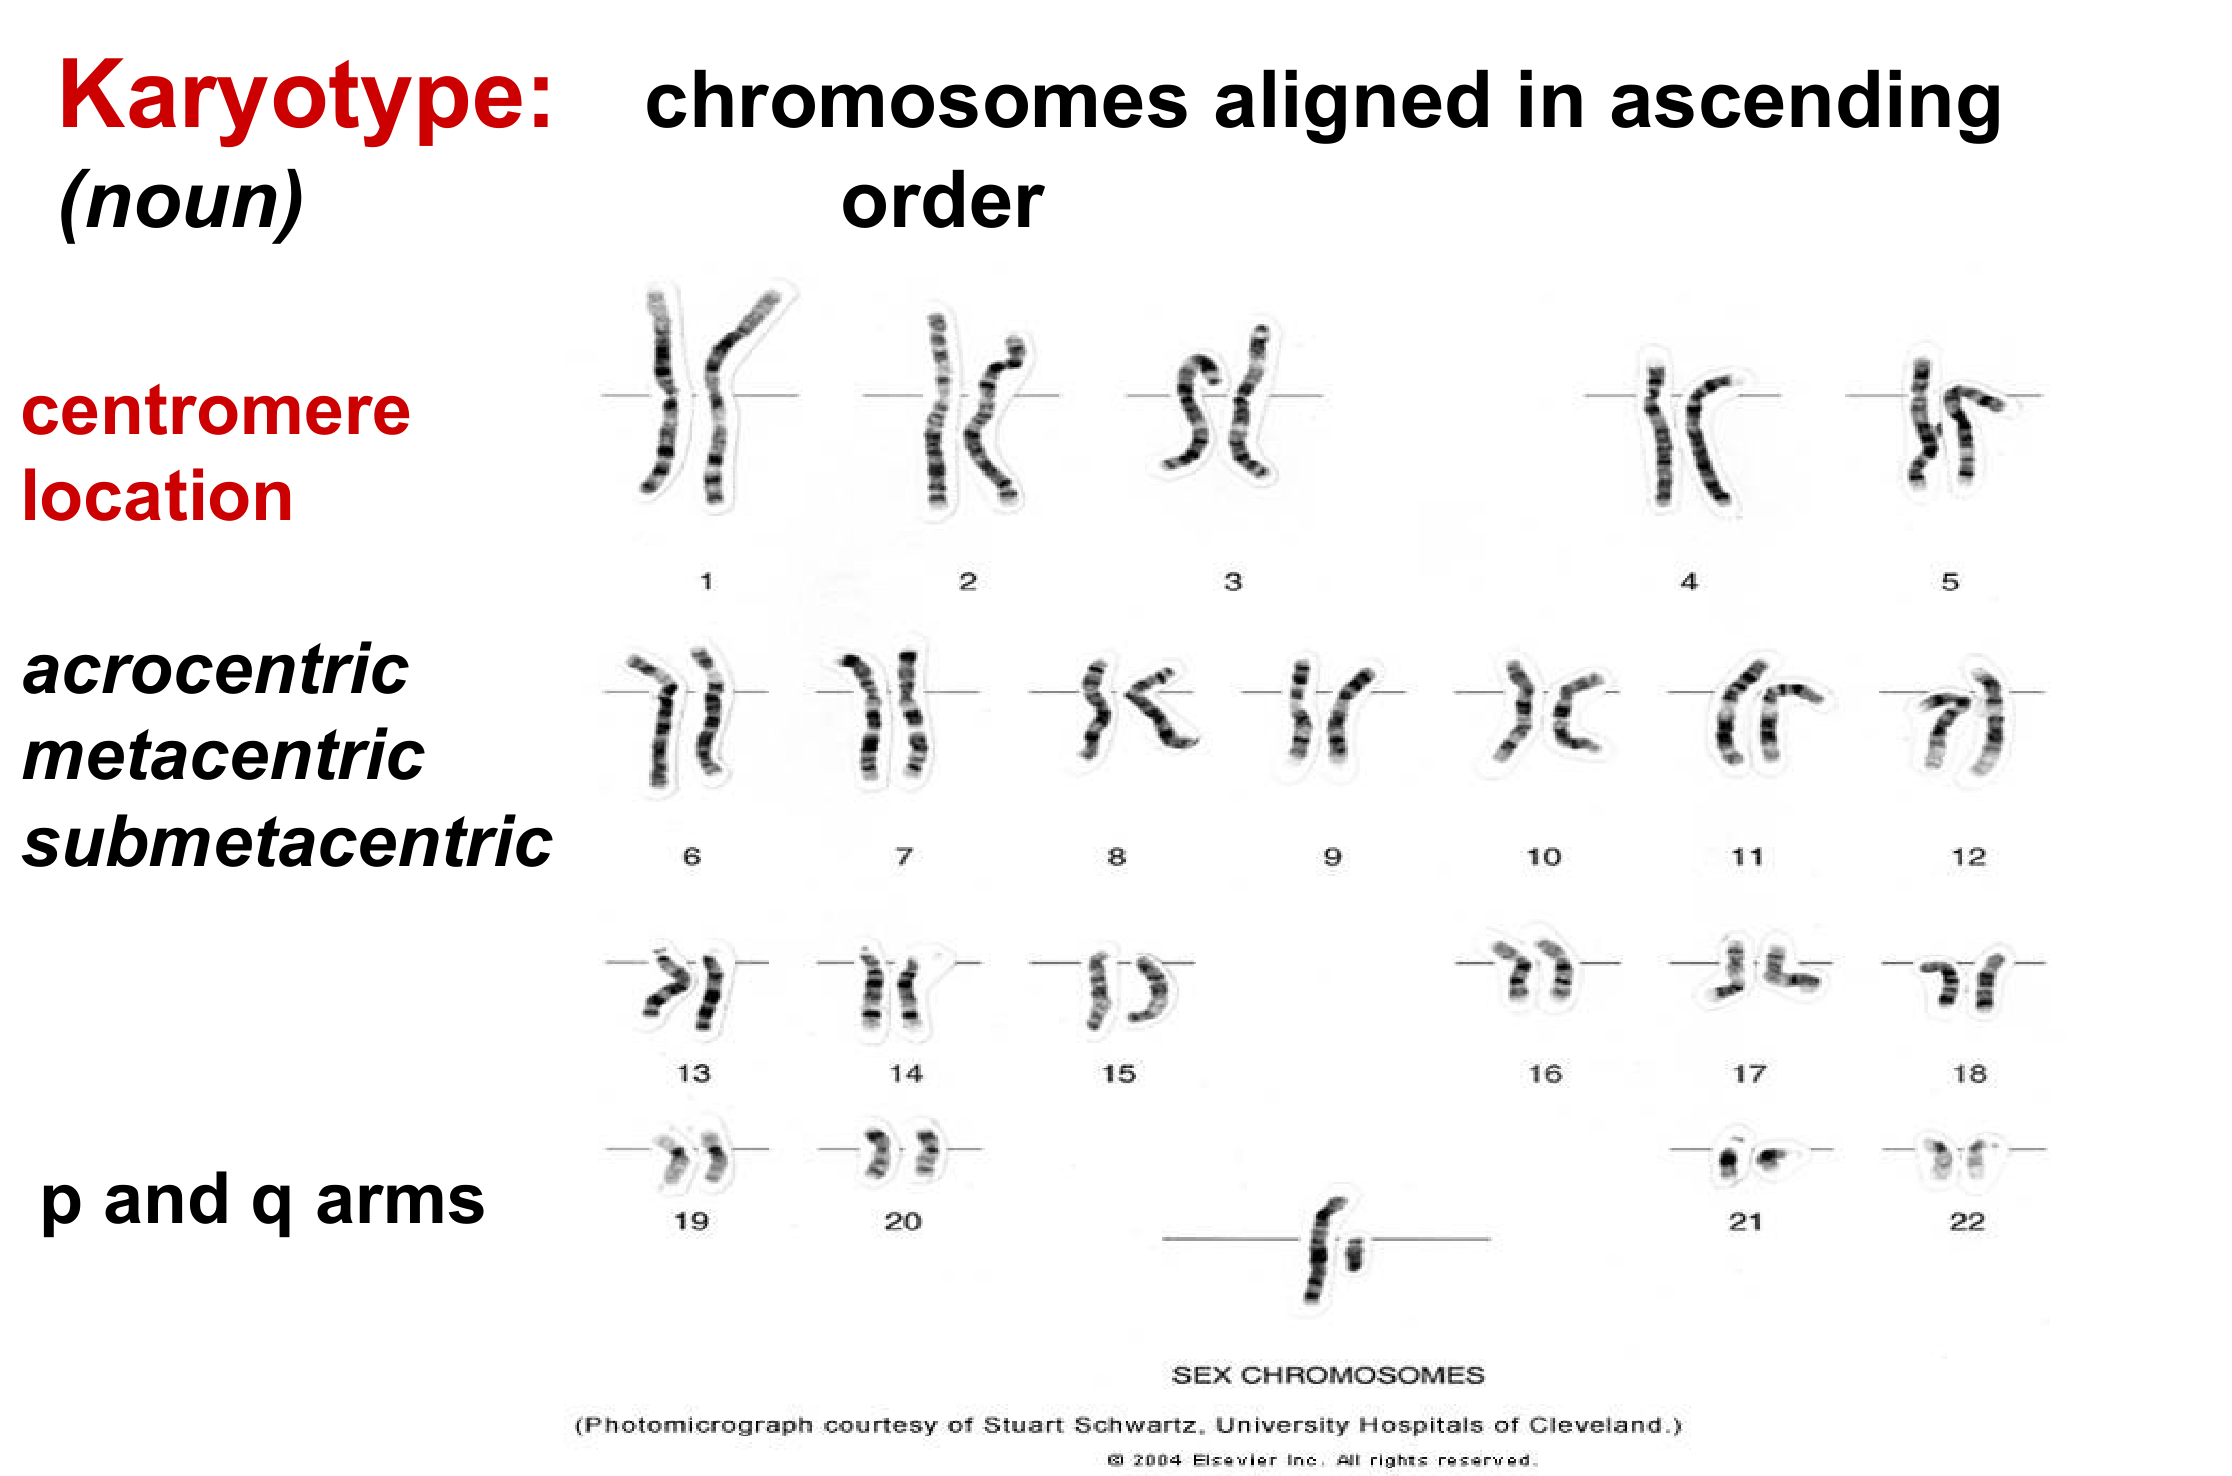 Karyotype: chromosomes aligned in ascending
(noun) order
centromere
location
1 2 3 4 5
acrocentric
metacentric
submetacentric
6 7 8 9 10 11 12
13 14 15 16 17 18
p and q arms
19 20 21 22
SEX CHROMOSOMES
(Photomicrograph courtesy of Stuart Schwartz, University Hospitals of Cleveland.)
© 2004 Elsevier Inc. All rights reserved.